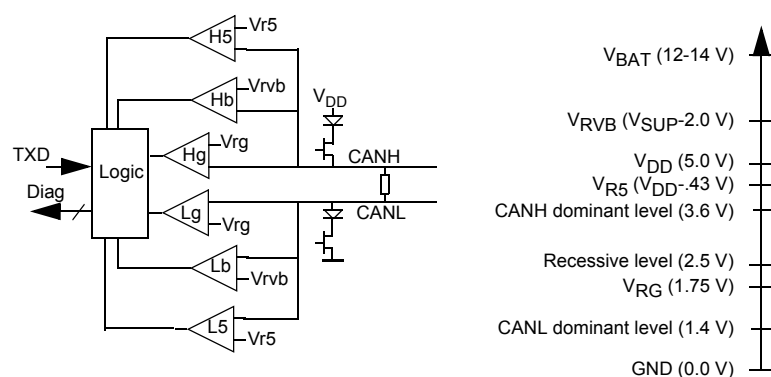 Vr5
H5
Vrvb
Hb
VDD
Vrg
Hg
TXD
CANH
Logic
Diag
Lg
CANL
Vrg
Lb
Vrvb
L5
Vr5
VBAT (12-14 V)
VRVB (VSUP-2.0 V)
VDD (5.0 V)
VR5 (VDD-.43 V)
CANH dominant level (3.6 V)
Recessive level (2.5 V)
VRG (1.75 V)
CANL dominant level (1.4 V)
GND (0.0 V)